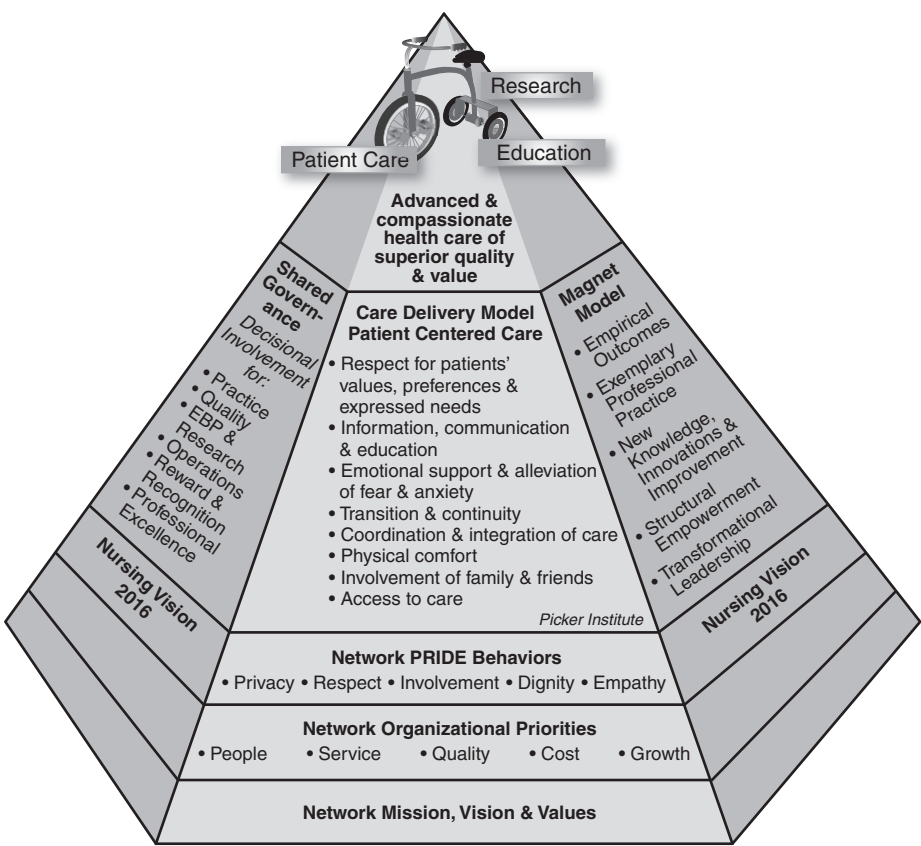 Research
Patient Care
Education
Advanced &
compassionate
health care of
superior quality
& value
Shared
Govern-
ance
Decisional
Involvement
for:
• Practice
• Quality
• EBP &
Research
• Operations
• Reward &
Recognition
• Professional
Excellence
Care Delivery Model
Patient Centered Care
• Respect for patients'
values, preferences &
expressed needs
• Information, communication
& education
• Emotional support & alleviation
of fear & anxiety
• Transition & continuity
• Coordination & integration of care
• Physical comfort
• Involvement of family & friends
• Access to care
Picker Institute
Magnet
Model
• Empirical
Outcomes
• Exemplary
Professional
Practice
• New
Knowledge,
Innovations &
Improvement
• Structural
Empowerment
• Transformational
Leadership
Nursing Vision
2016
Nursing Vision
2016
Network PRIDE Behaviors
• Privacy • Respect • Involvement • Dignity • Empathy
Network Organizational Priorities
• People • Service • Quality • Cost • Growth
Network Mission, Vision & Values